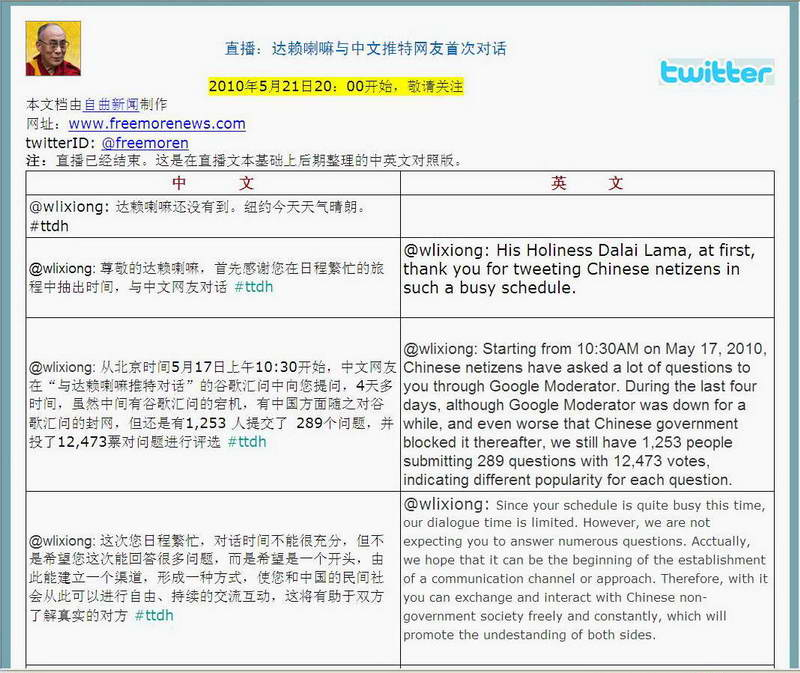 直播：达赖喇嘛与中文推特网友首次对话
twitter
2010年5月21日20：00开始，敬请关注
本文档由自曲新闻制作
网址：www.freemorenews.com
twitterID: @freemoren
注：直播已经结束。这是在直播文本基础上后期整理的中英文对照版。
中 文
英 文
@wlixiong: 达赖喇嘛还没有到。纽约今天天气晴朗。
#ttdh
@wlixiong: 尊敬的达赖喇嘛，首先感谢您在日程繁忙的旅
程中抽出时间，与中文网友对话 #ttdh
@wlixiong: His Holiness Dalai Lama, at first,
thank you for tweeting Chinese netizens in
such a busy schedule.
@wlixiong: 从北京时间5月17日上午10:30开始，中文网友
在“与达赖喇嘛推特对话”的谷歌汇问中向您提问，4天多
时间，虽然中间有谷歌汇问的宕机，有中国方面随之对谷
歌汇问的封网，但还是有1,253 人提交了 289个问题，并
投了12,473票对问题进行评选 #ttdh
@wlixiong: Starting from 10:30AM on May 17, 2010,
Chinese netizens have asked a lot of questions to
you through Google Moderator. During the last four
days, although Google Moderator was down for a
while, and even worse that Chinese government
blocked it thereafter, we still have 1,253 people
submitting 289 questions with 12,473 votes,
indicating different popularity for each question.
@wlixiong: 这次您日程繁忙，对话时间不能很充分，但不
是希望您这次能回答很多问题，而是希望是一个开头，由
此能建立一个渠道，形成一种方式，使您和中国的民间社
会从此可以进行自由、持续的交流互动，这将有助于双方
了解真实的对方 #ttdh
@wlixiong: Since your schedule is quite busy this time,
our dialogue time is limited. However, we are not
expecting you to answer numerous questions. Acctually,
we hope that it can be the beginning of the establishment
of a communication channel or approach. Therefore, with it
you can exchange and interact with Chinese non-
government society freely and constantly, which will
promote the undestanding of both sides.